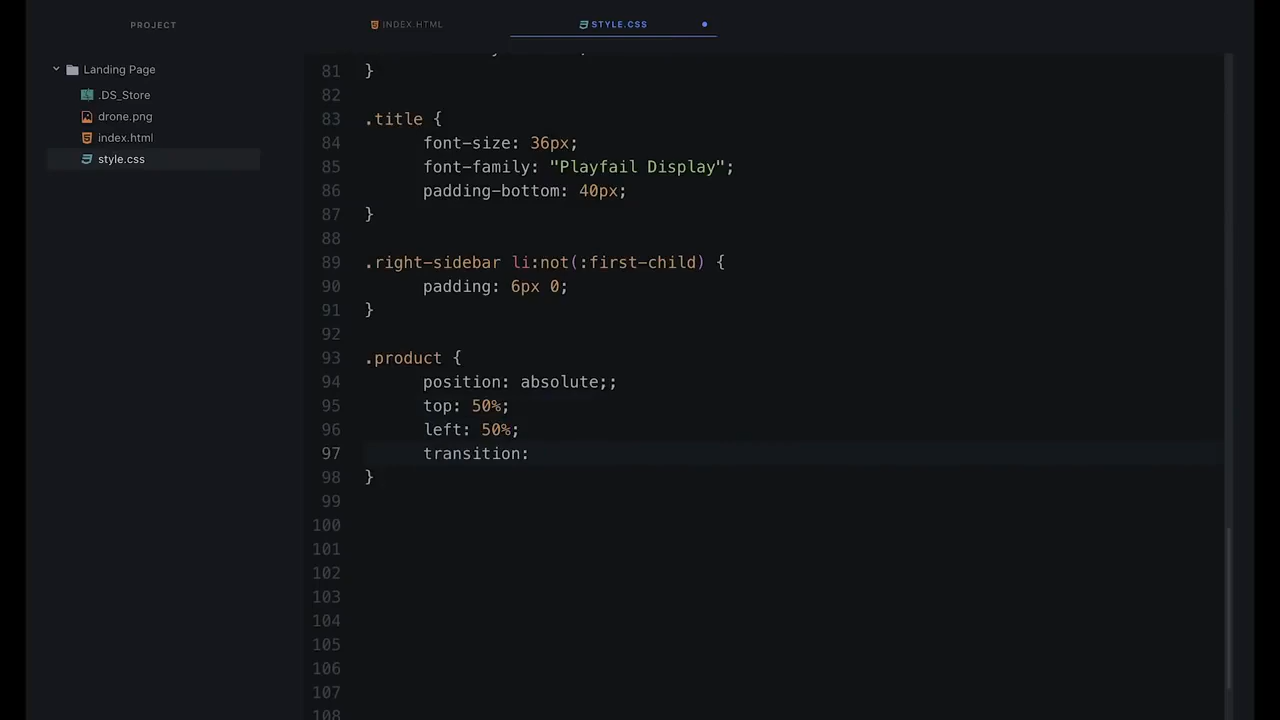 PROJECT
INDEX.HTML
STYLE.CSS
Landing Page
.DS_Store
drone.png
index.html
style.css
81 }
82
83 .title {
84 font-size: 36px;
85 font-family: "Playfail Display";
86 padding-bottom: 40px;
87 }
88
89 .right-sidebar li:not(:first-child) {
90 padding: 6px 0;
91 }
92
93 .product {
94 position: absolute;;
95 top: 50%;
96 left: 50%;
97 transition:
98 }
99
100
101
102
103
104
105
106
107
108